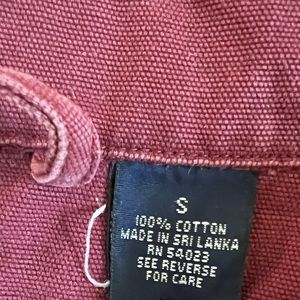 S
100% COTTON
MADE IN SRI LANKA
RN 54023
SEE REVERSE
FOR CARE